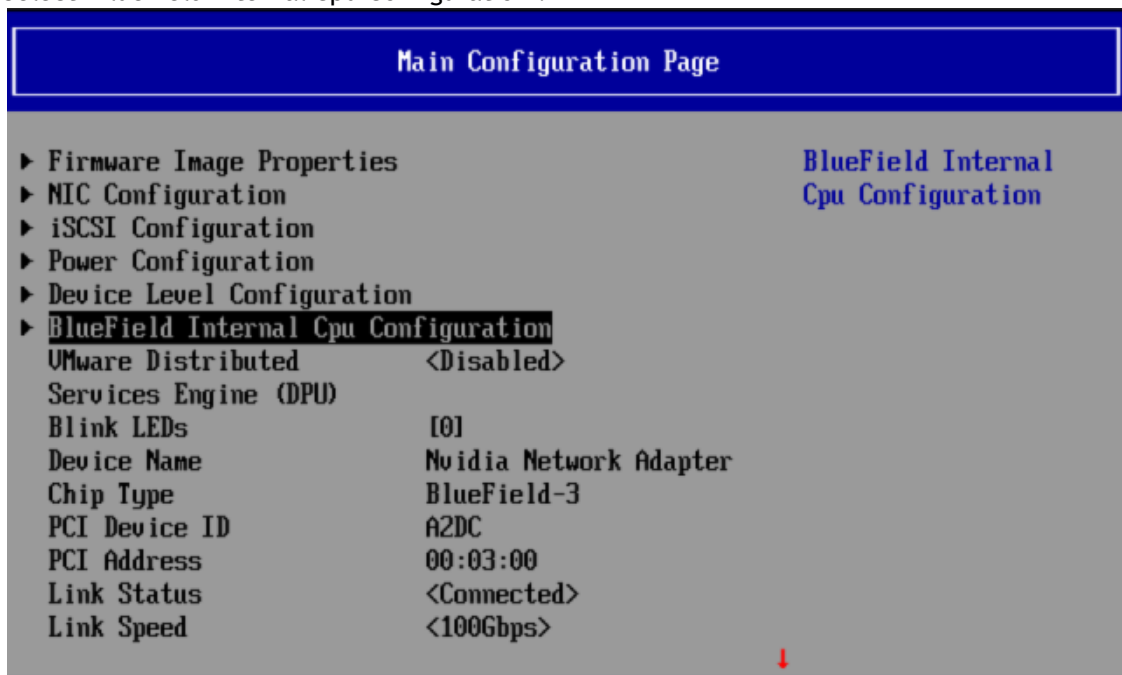 Main Configuration Page
▶ Firmware Image Properties
▶ NIC Configuration
▶ iSCSI Configuration
▶ Power Configuration
▶ Device Level Configuration
▶ BlueField Internal Cpu Configuration
VMware Distributed <Disabled>
Services Engine (DPU)
Blink LEDs [0]
Device Name Nvidia Network Adapter
Chip Type BlueField-3
PCI Device ID A2DC
PCI Address 00:03:00
Link Status <Connected>
Link Speed <100Gbps>
BlueField Internal
Cpu Configuration